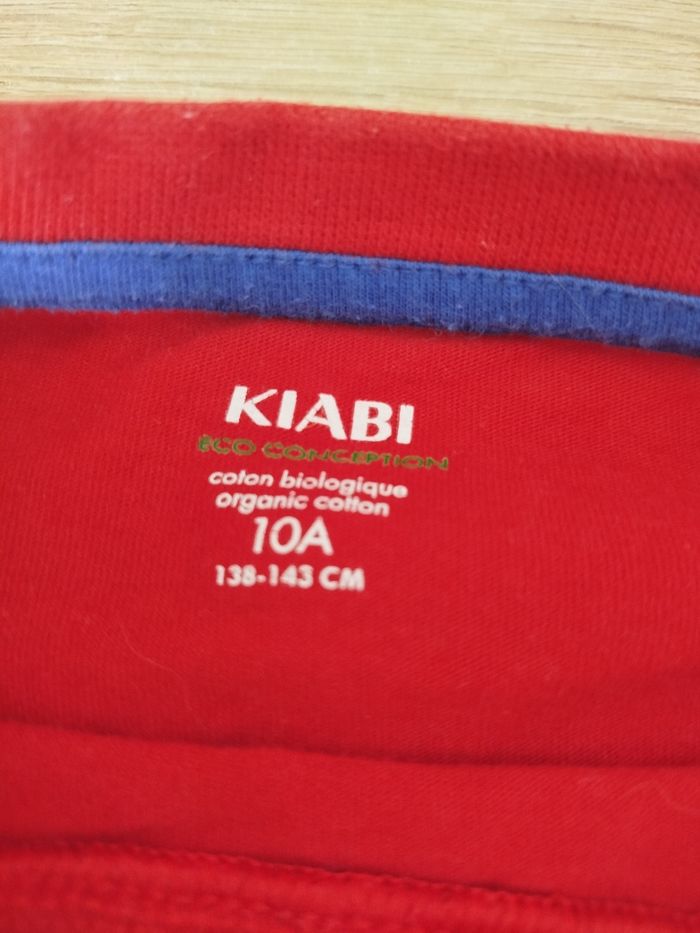 KIABI
ECO CONCEPTION
coton biologique
organic cotton
10A
138-143 CM